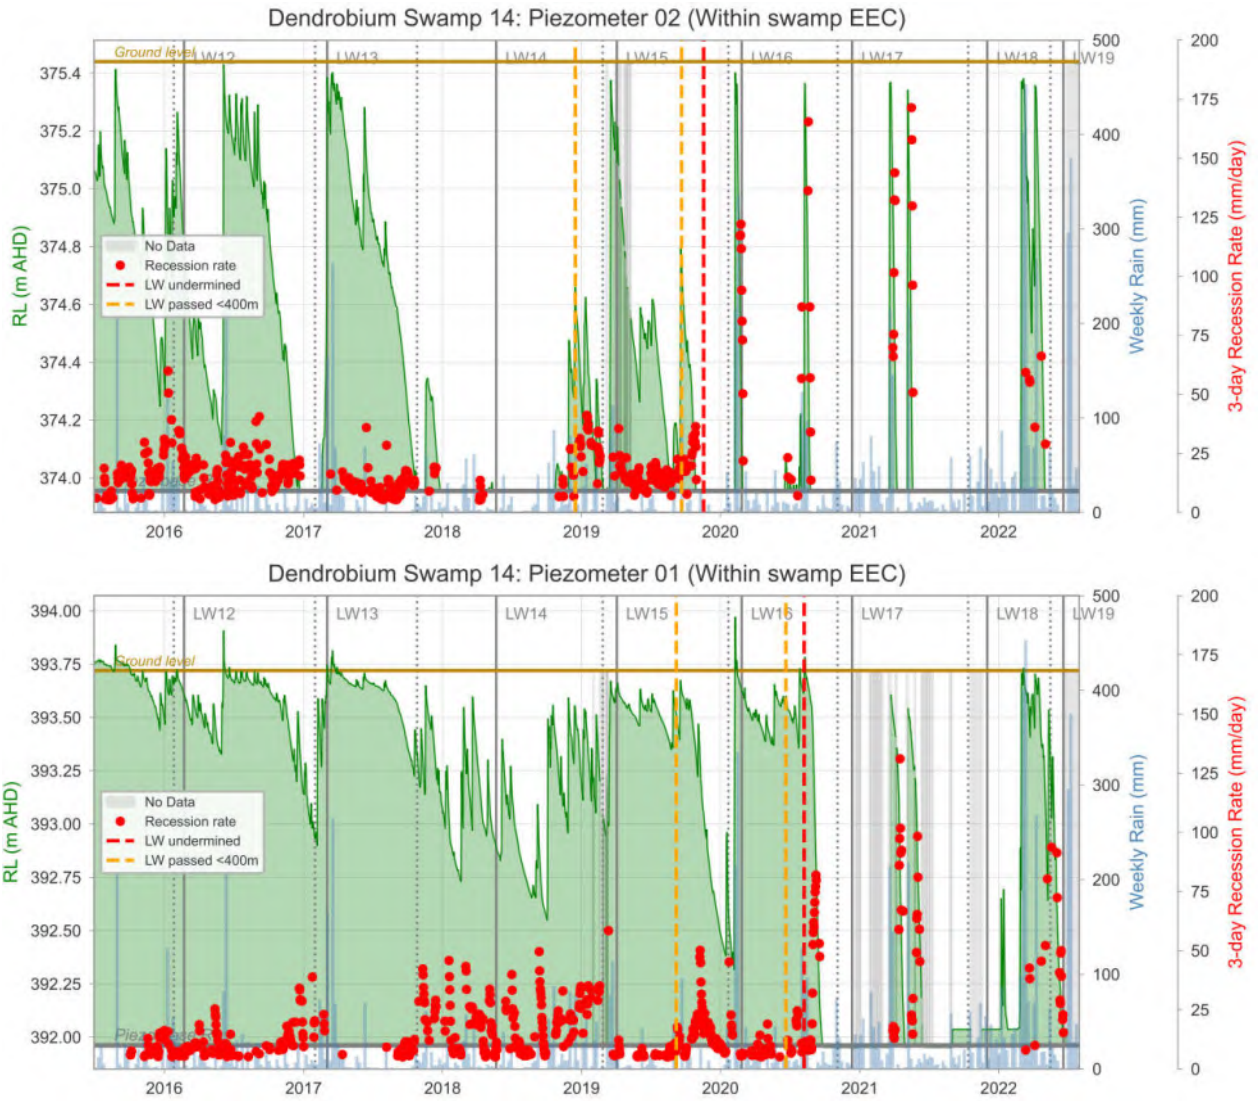 Dendrobium Swamp 14: Piezometer 02 (Within swamp EEC)
Ground level
LW12 LW13 LW14 LW15 LW16 LW17 LW18 LW19
375.4
375.2
375.0
374.8
374.6
374.4
374.2
374.0
RL (m AHD)
No Data
Recession rate
LW undermined
LW passed <400m
500
400
300
200
100
0
Weekly Rain (mm)
200
175
150
125
100
75
50
25
0
3-day Recession Rate (mm/day)
2016 2017 2018 2019 2020 2021 2022
Dendrobium Swamp 14: Piezometer 01 (Within swamp EEC)
Ground level
LW12 LW13 LW14 LW15 LW16 LW17 LW18 LW19
394.00
393.75
393.50
393.25
393.00
392.75
392.50
392.25
392.00
RL (m AHD)
No Data
Recession rate
LW undermined
LW passed <400m
500
400
300
200
100
0
Weekly Rain (mm)
200
175
150
125
100
75
50
25
0
3-day Recession Rate (mm/day)
2016 2017 2018 2019 2020 2021 2022